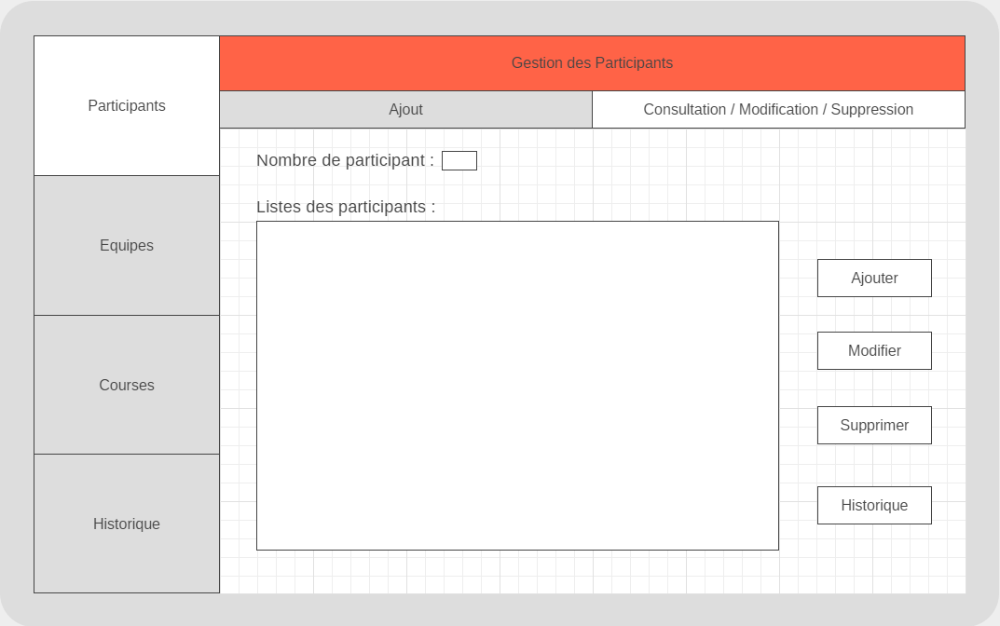 Participants
Equipes
Courses
Historique
Gestion des Participants
Ajout
Consultation / Modification / Suppression
Nombre de participant :
Listes des participants :
Ajouter
Modifier
Supprimer
Historique